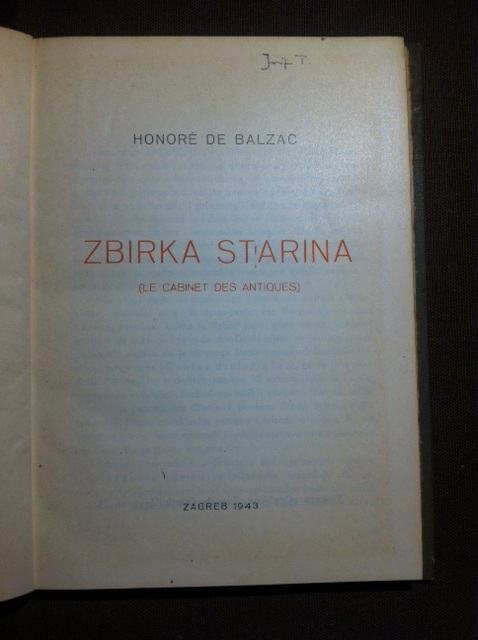 HONORÉ DE BALZAC
ZBIRKA STARINA
(LE CABINET DES ANTIQUES)
ZAGREB 1943